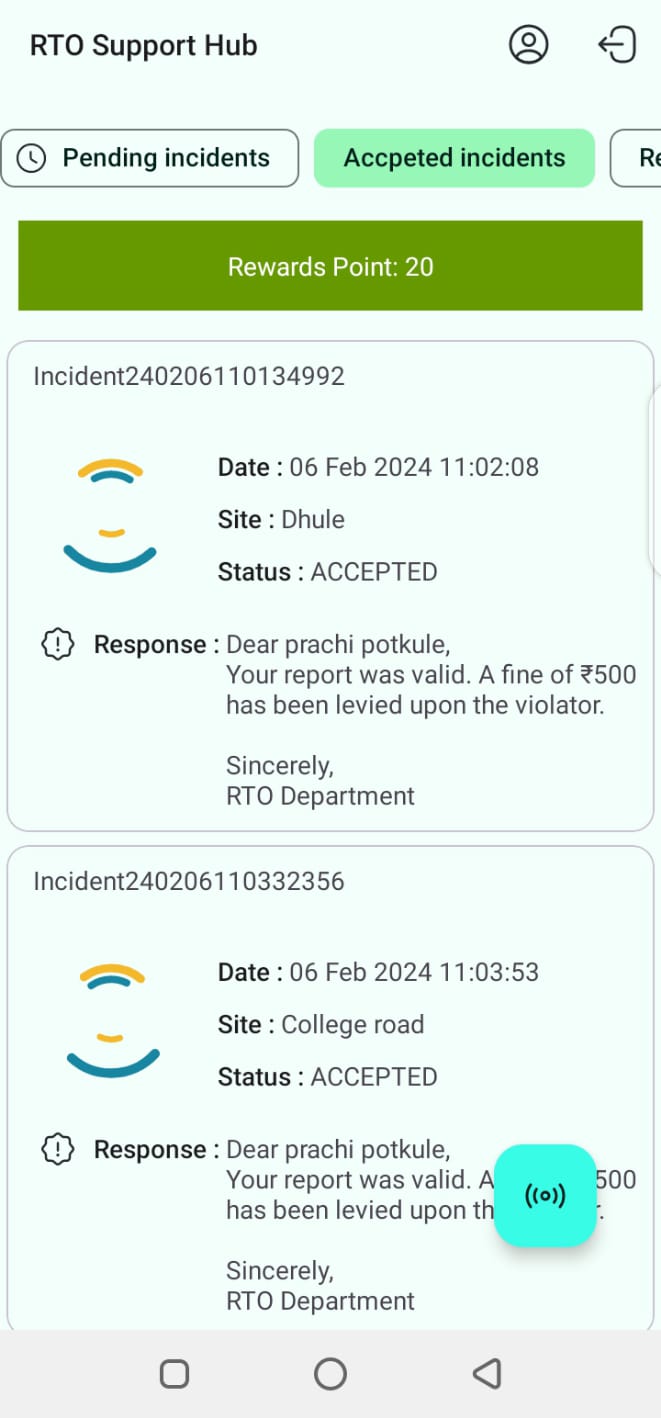 RTO Support Hub
Pending incidents
Accpeted incidents
Re
Rewards Point: 20
Incident240206110134992
Date : 06 Feb 2024 11:02:08
Site : Dhule
Status : ACCEPTED
Response : Dear prachi potkule,
Your report was valid. A fine of ₹500
has been levied upon the violator.
Sincerely,
RTO Department
Incident240206110332356
Date : 06 Feb 2024 11:03:53
Site : College road
Status : ACCEPTED
Response : Dear prachi potkule,
Your report was valid. A 500
has been levied upon th r.
Sincerely,
RTO Department